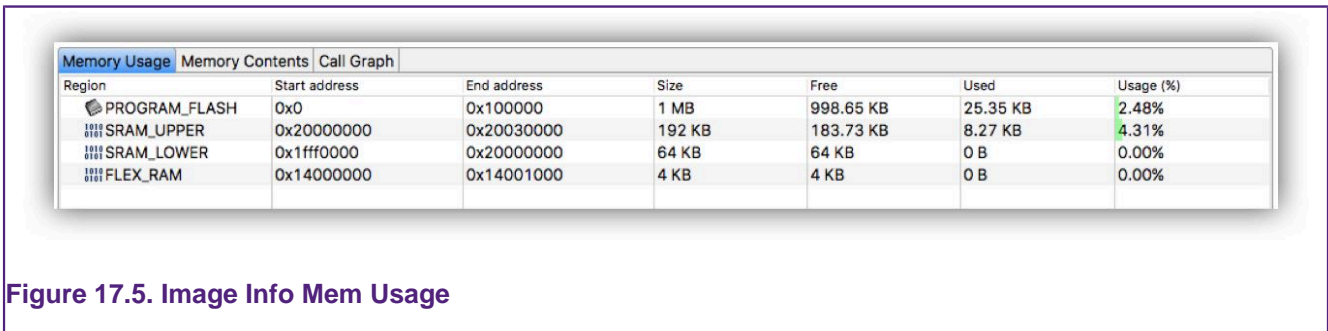 Memory Usage Memory Contents Call Graph
Region Start address End address Size Free Used Usage (%)
PROGRAM_FLASH 0x0 0x100000 1 MB 998.65 KB 25.35 KB 2.48%
SRAM_UPPER 0x20000000 0x20030000 192 KB 183.73 KB 8.27 KB 4.31%
SRAM_LOWER 0x1fff0000 0x20000000 64 KB 64 KB 0 B 0.00%
FLEX_RAM 0x14000000 0x14001000 4 KB 4 KB 0 B 0.00%
Figure 17.5. Image Info Mem Usage